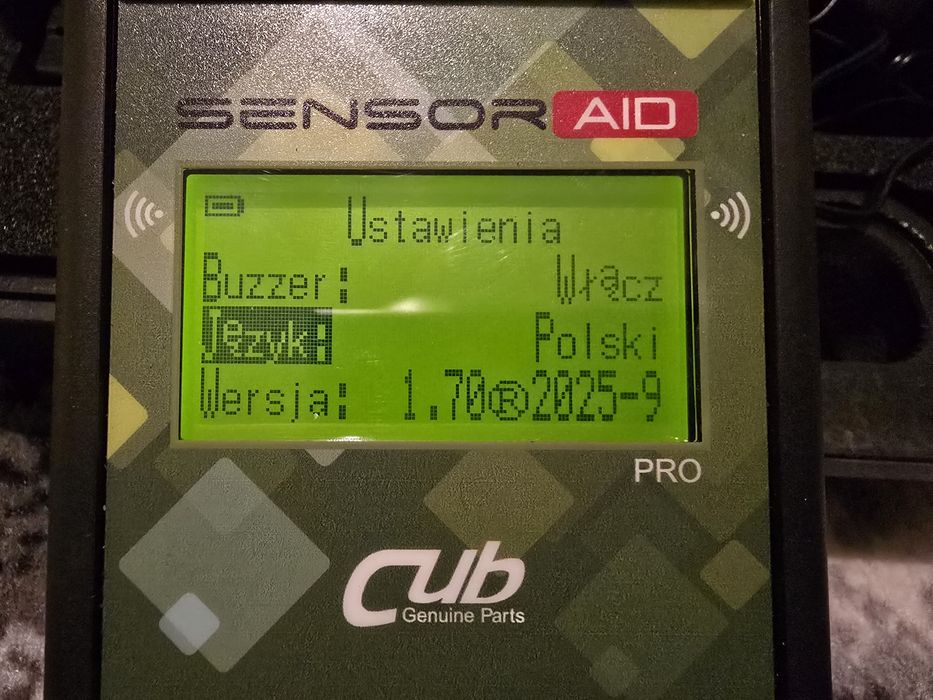 SENSOR AID
Ustawienia
Buzzer: Włącz
Język: Polski
Wersja: 1.70®2025-9
PRO
Cub
Genuine Parts